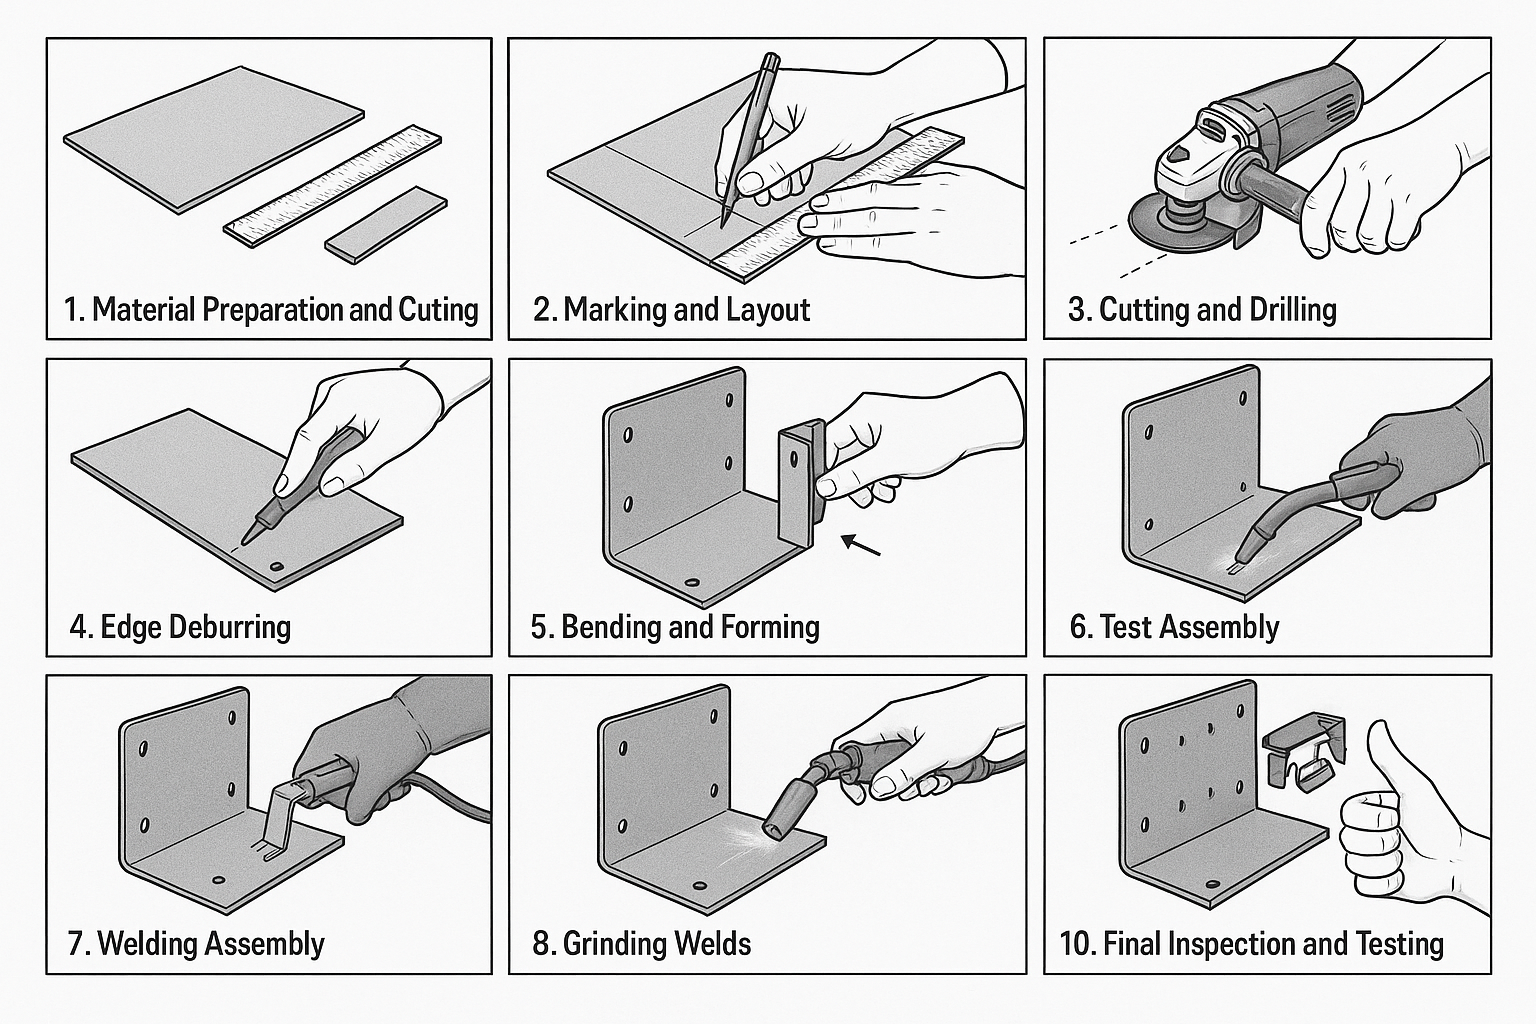 1. Material Preparation and Cuting
2. Marking and Layout
3. Cutting and Drilling
4. Edge Deburring
5. Bending and Forming
6. Test Assembly
7. Welding Assembly
8. Grinding Welds
10. Final Inspection and Testing